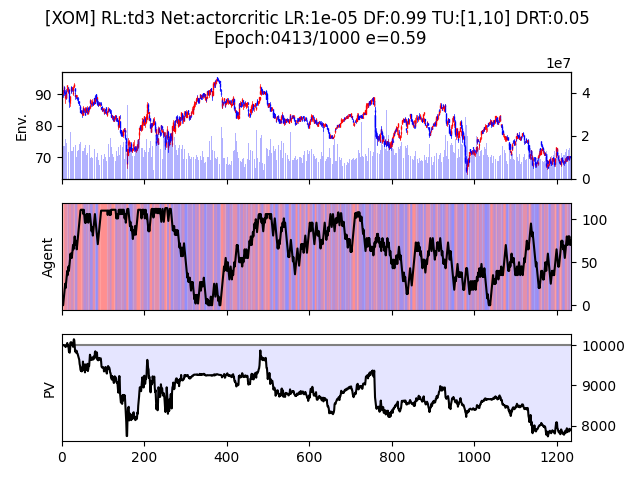 [XOM] RL:td3 Net:actorcritic LR:1e-05 DF:0.99 TU:[1,10] DRT:0.05
Epoch:0413/1000 e=0.59
1e7
Env.
90
80
70
4
2
0
Agent
100
50
0
PV
10000
9000
8000
0 200 400 600 800 1000 1200